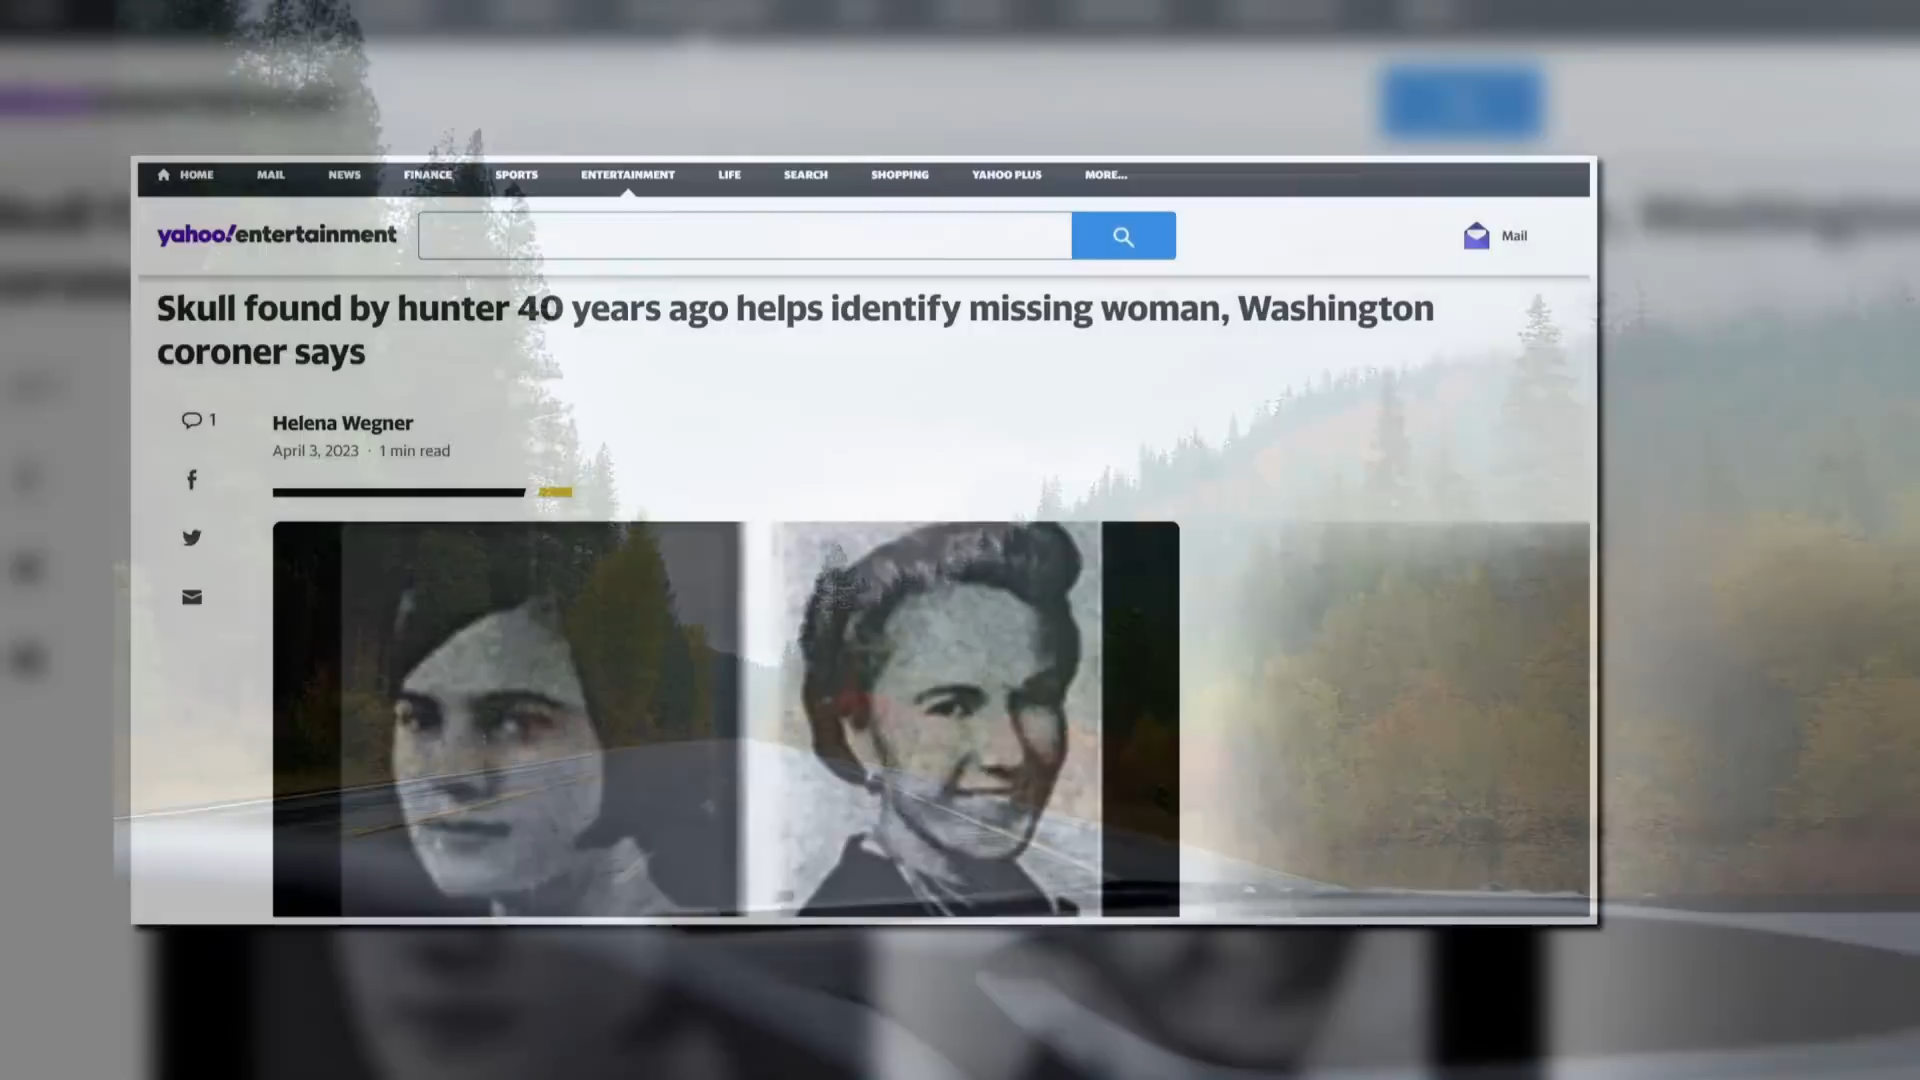 HOME MAIL NEWS FINANCE SPORTS ENTERTAINMENT LIFE SEARCH SHOPPING YAHOO PLUS MORE...
yahoo!entertainment
Mail
Skull found by hunter 40 years ago helps identify missing woman, Washington
coroner says
1
Helena Wegner
April 3, 2023 · 1 min read